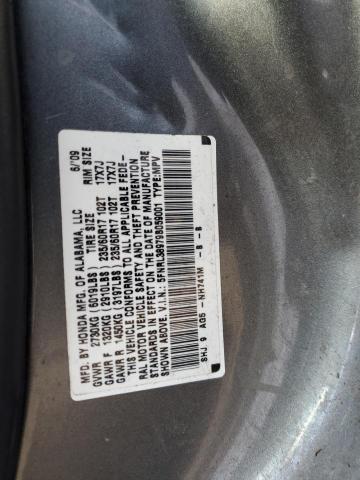 MFD. BY HONDA MFG. OF ALABAMA, LLC 6/'09
GVWR 2730KG (6019LBS) TIRE SIZE RIM SIZE
GAWR F 1320KG (2910LBS) 235/60R17 102T 17X7J
GAWR R 1450KG (3197LBS) 235/60R17 102T 17X7J
THIS VEHICLE CONFORMS TO ALL APPLICABLE FEDE-
RAL MOTOR VEHICLE SAFETY AND THEFT PREVENTION
STANDARDS IN EFFECT ON THE DATE OF MANUFACTURE
SHOWN ABOVE. V.I.N.: 5FNRL38979B059001 TYPE:MPV
SHJ 9 AG5 -NH741M -B -B